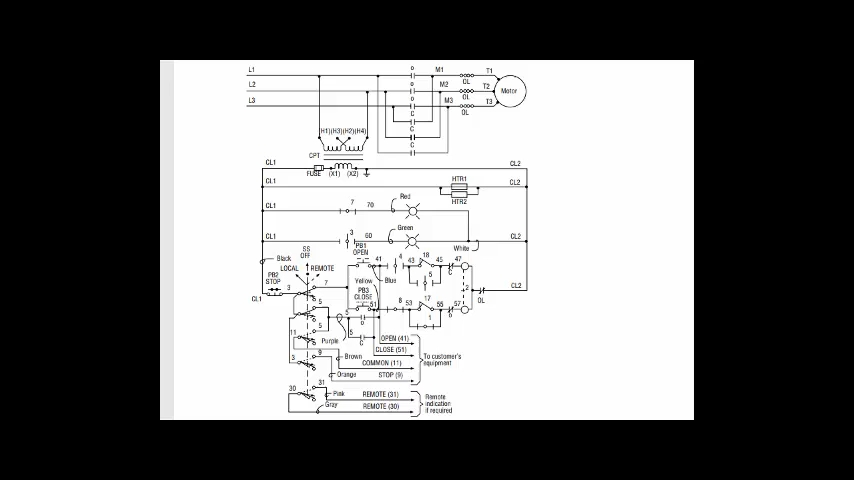 L1 o M1 T1
OL
L2 o M2 T2 Motor
OL
L3 o M3 T3
C OL
C
C
(H1)(H3)(H2)(H4)
CPT
CL1 FUSE (X1) (X2) CL2
CL1 HTR1 CL2
HTR2
CL1 7 70 Red
CL1 3 60 Green CL2
White
SS OFF
PB1 OPEN
Black
LOCAL REMOTE
41 4 43 18 45 C 47
5
PB2 STOP
Yellow Blue
CL1 3 7
PB3 CLOSE
2 OL CL2
5 51 8 53 17 55 o 57
1
5 5 o
5 C
11 Purple
OPEN (41)
CLOSE (51)
Brown COMMON (11)
3 9
Orange STOP (9)
To customer's
equipment
30 31
Pink REMOTE (31)
Gray REMOTE (30)
Remote
indication
if required